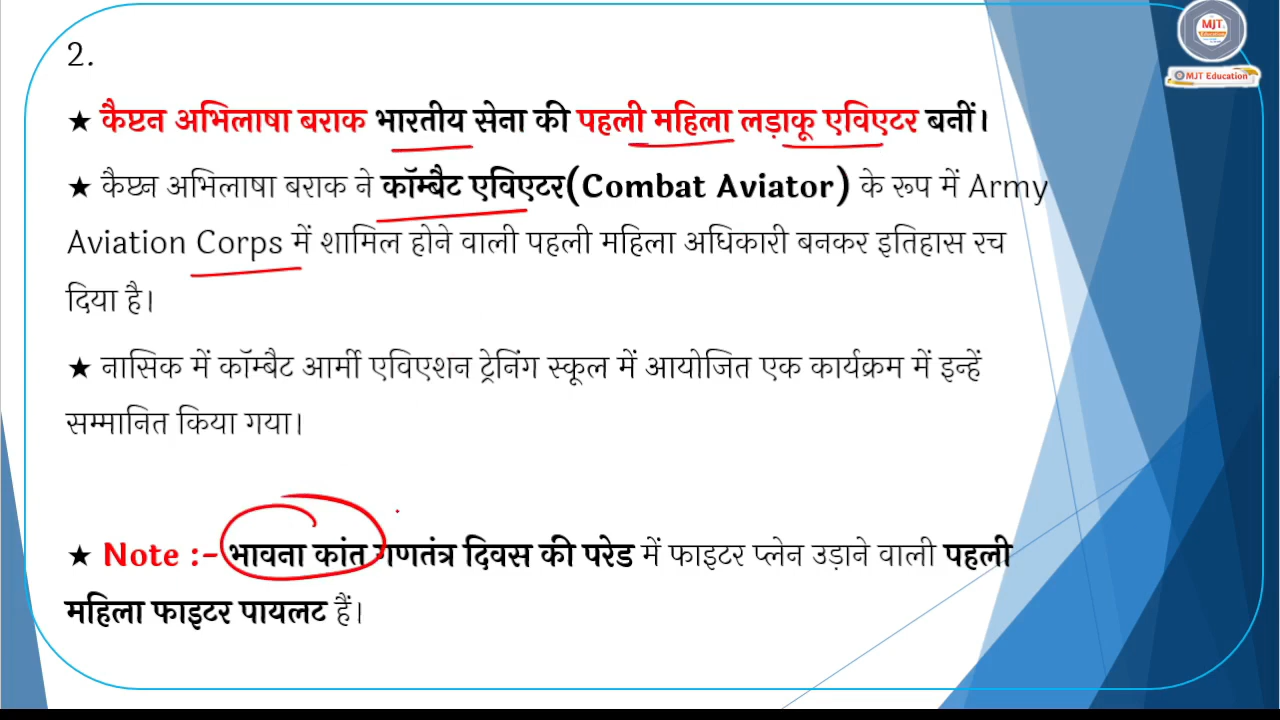 MJT
Education
MJT Education
2.
★ कैप्टन अभिलाषा बराक भारतीय सेना की पहली महिला लड़ाकू एविएटर बनीं।
★ कैप्टन अभिलाषा बराक ने कॉम्बैट एविएटर(Combat Aviator) के रूप में Army
Aviation Corps में शामिल होने वाली पहली महिला अधिकारी बनकर इतिहास रच
दिया है।
★ नासिक में कॉम्बैट आर्मी एविएशन ट्रेनिंग स्कूल में आयोजित एक कार्यक्रम में इन्हें
सम्मानित किया गया।
★ Note :- भावना कांत गणतंत्र दिवस की परेड में फाइटर प्लेन उड़ाने वाली पहली
महिला फाइटर पायलट हैं।